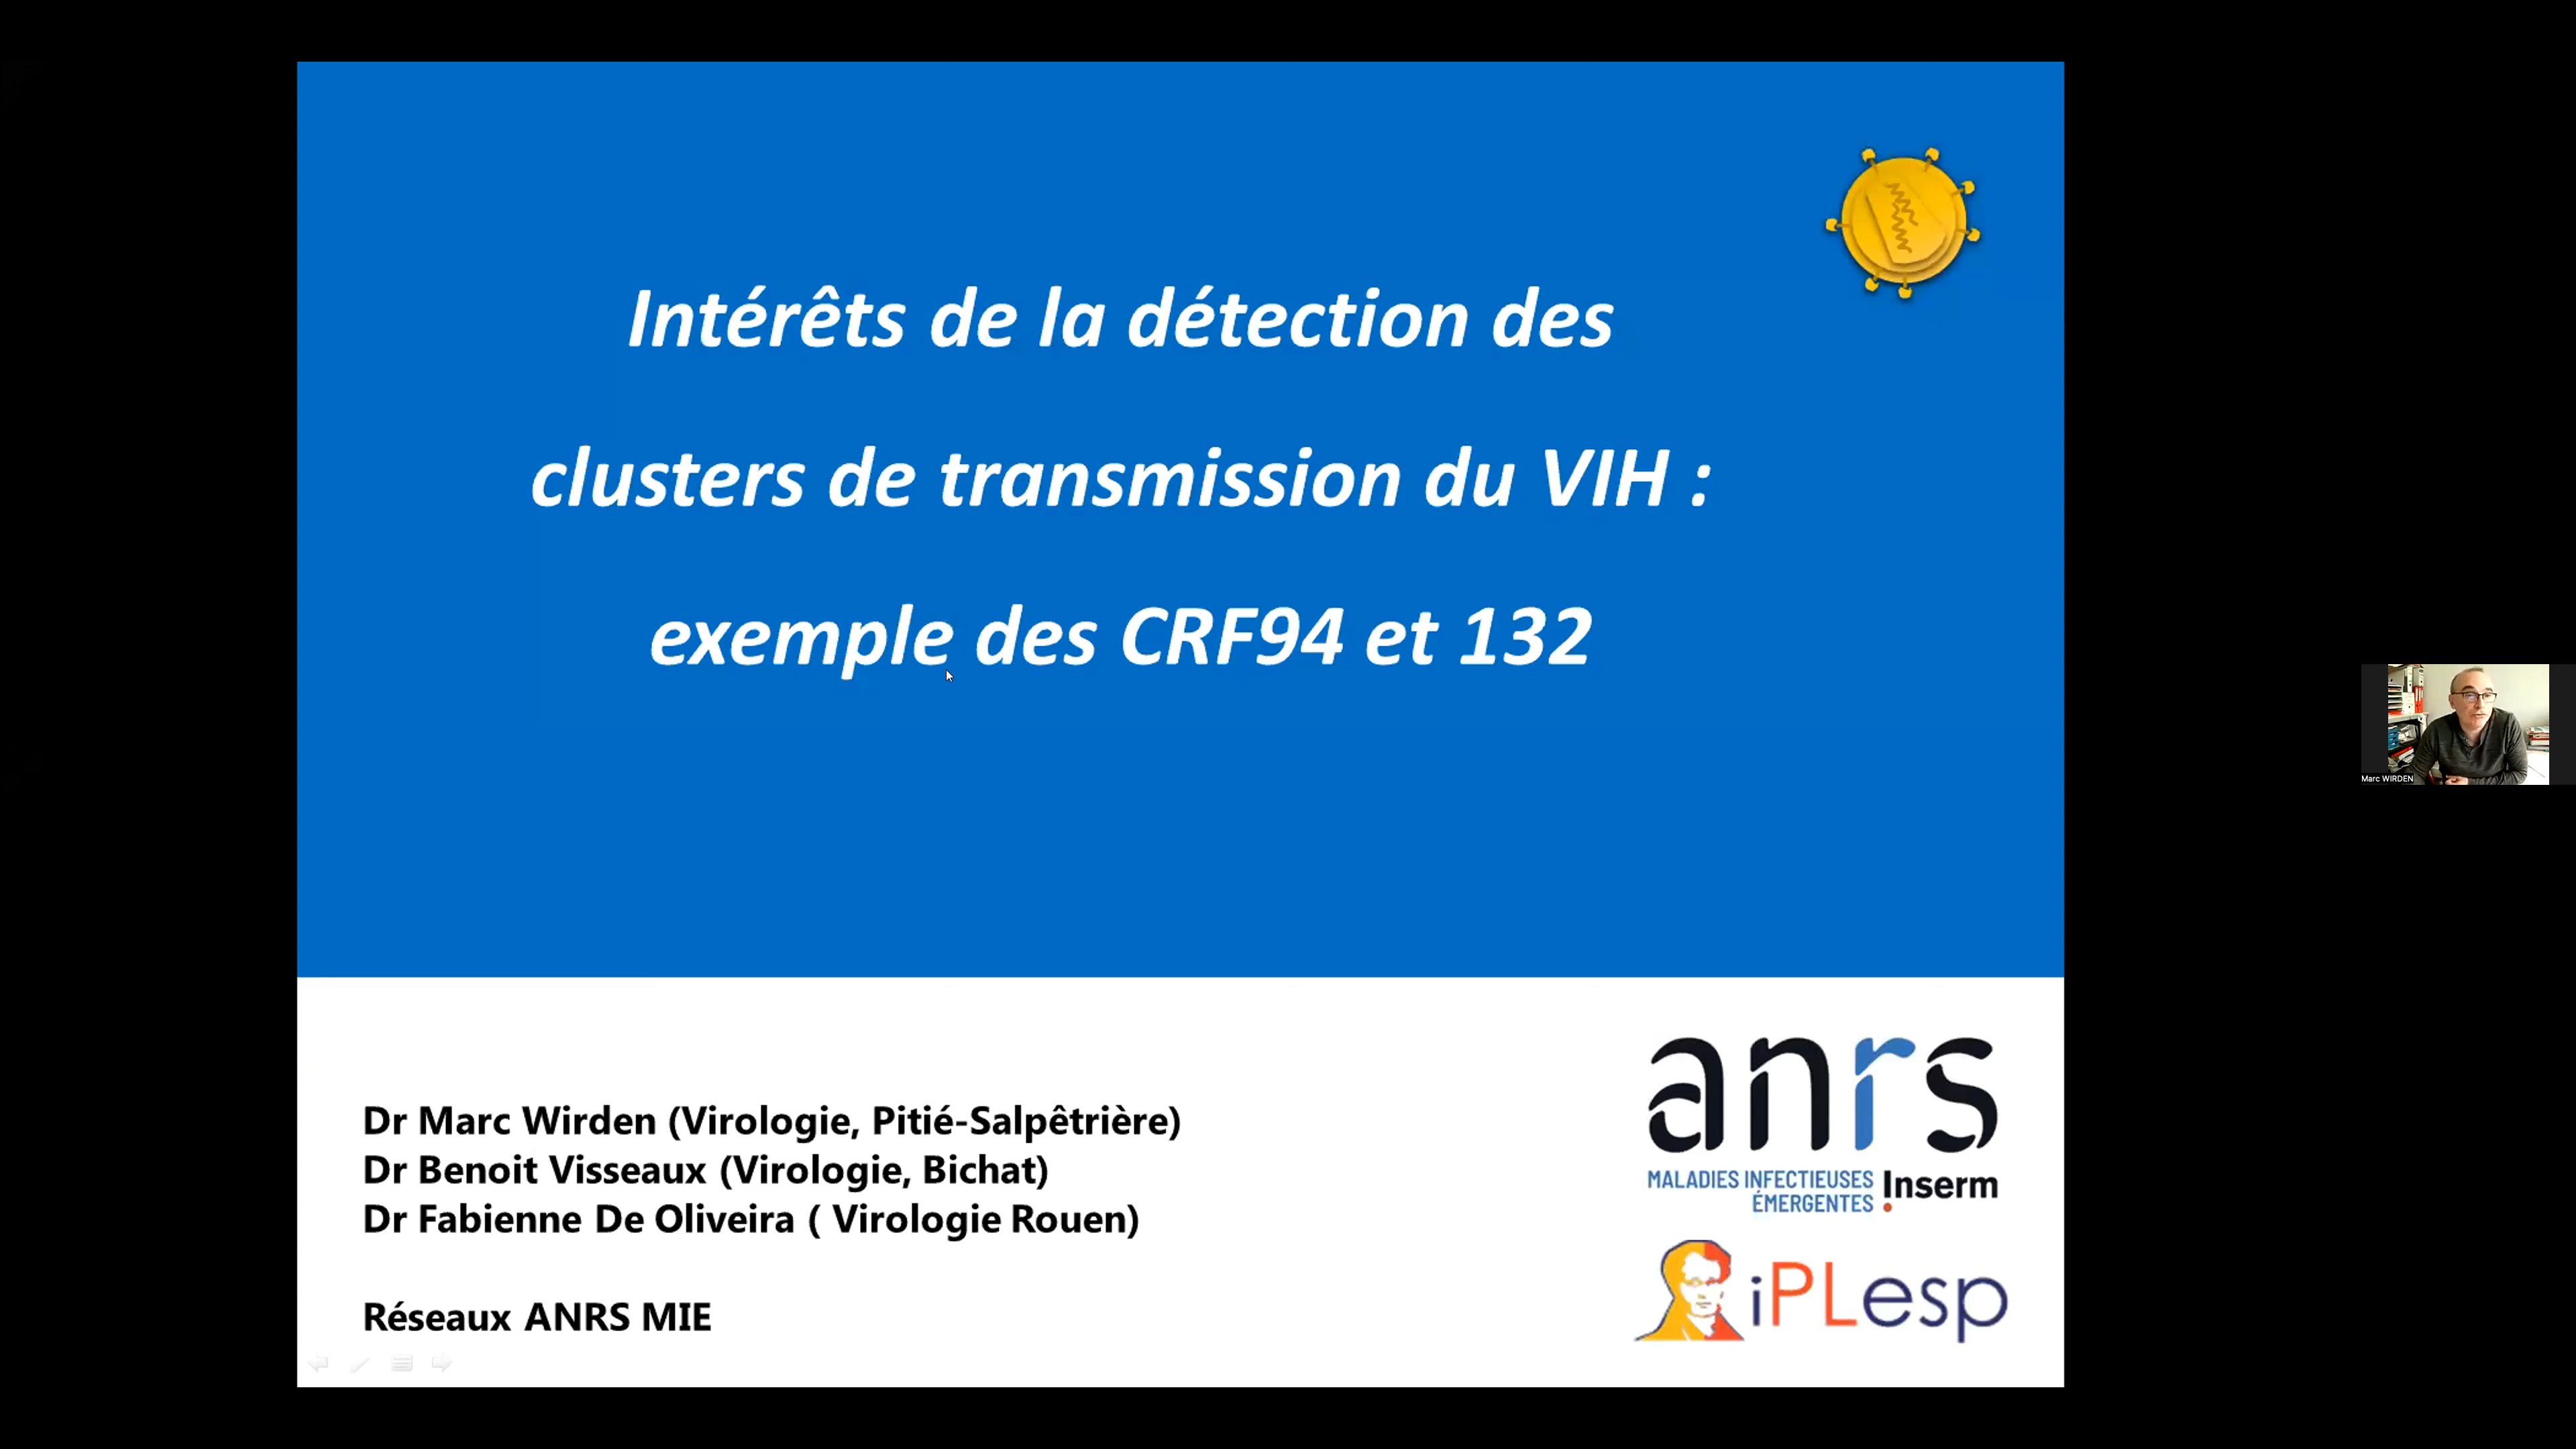 Intérêts de la détection des
clusters de transmission du VIH :
exemple des CRF94 et 132
Marc WIRDEN
Dr Marc Wirden (Virologie, Pitié-Salpêtrière)
Dr Benoit Visseaux (Virologie, Bichat)
Dr Fabienne De Oliveira ( Virologie Rouen)
Réseaux ANRS MIE
anrs
MALADIES INFECTIEUSES
ÉMERGENTES
Inserm
iPLesp